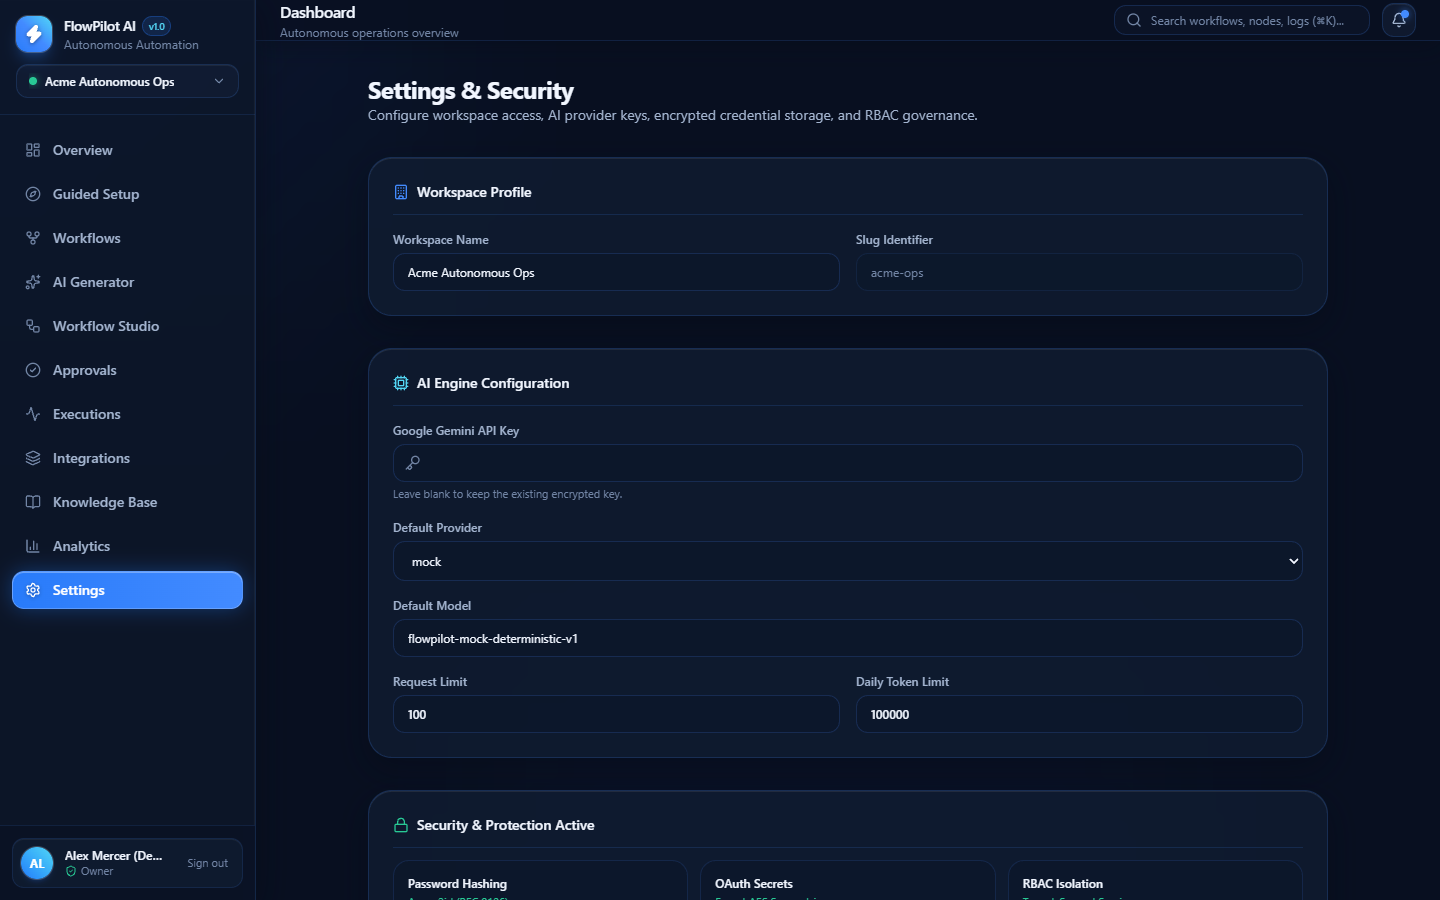 FlowPilot AI v1.0
Autonomous Automation
Acme Autonomous Ops
Overview
Guided Setup
Workflows
AI Generator
Workflow Studio
Approvals
Executions
Integrations
Knowledge Base
Analytics
Settings
AL
Alex Mercer (De...
Owner
Sign out
Dashboard
Autonomous operations overview
Search workflows, nodes, logs (⌘K)...
Settings & Security
Configure workspace access, AI provider keys, encrypted credential storage, and RBAC governance.
Workspace Profile
Workspace Name
Acme Autonomous Ops
Slug Identifier
acme-ops
AI Engine Configuration
Google Gemini API Key
Leave blank to keep the existing encrypted key.
Default Provider
mock
Default Model
flowpilot-mock-deterministic-v1
Request Limit
100
Daily Token Limit
100000
Security & Protection Active
Password Hashing
OAuth Secrets
RBAC Isolation